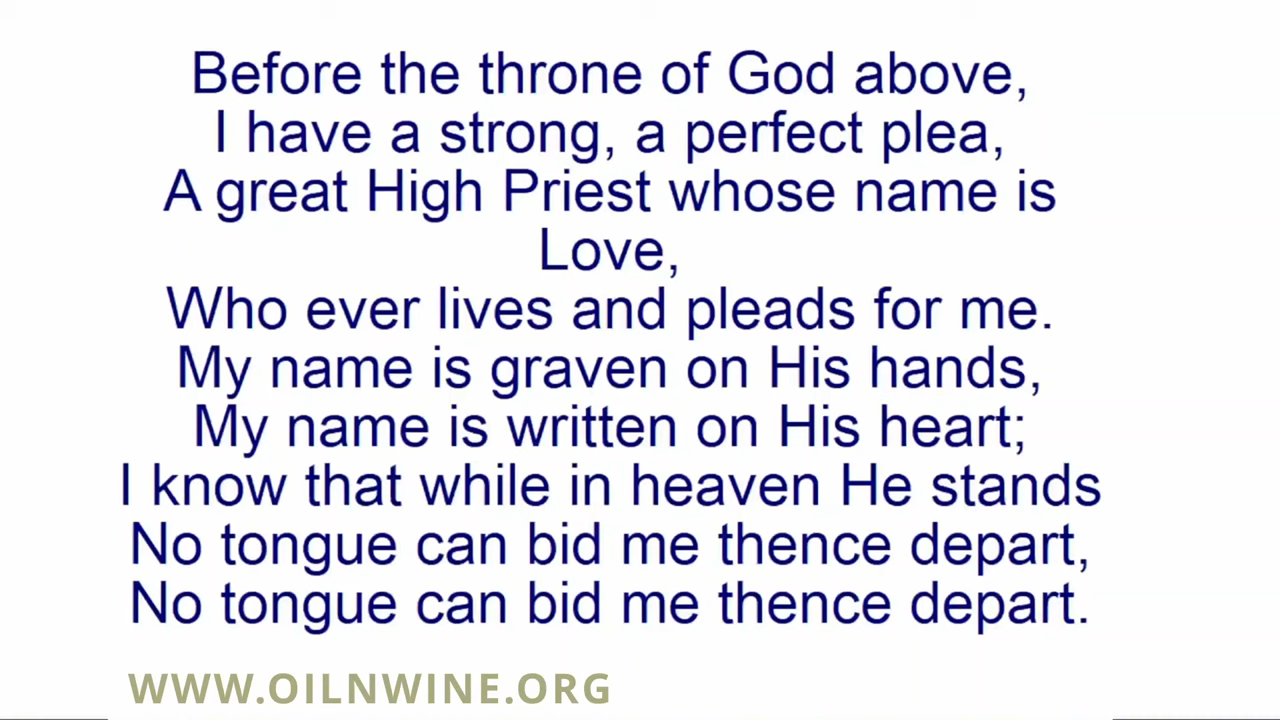 Before the throne of God above,
I have a strong, a perfect plea,
A great High Priest whose name is
Love,
Who ever lives and pleads for me.
My name is graven on His hands,
My name is written on His heart;
I know that while in heaven He stands
No tongue can bid me thence depart,
No tongue can bid me thence depart.
WWW.OILNWINE.ORG